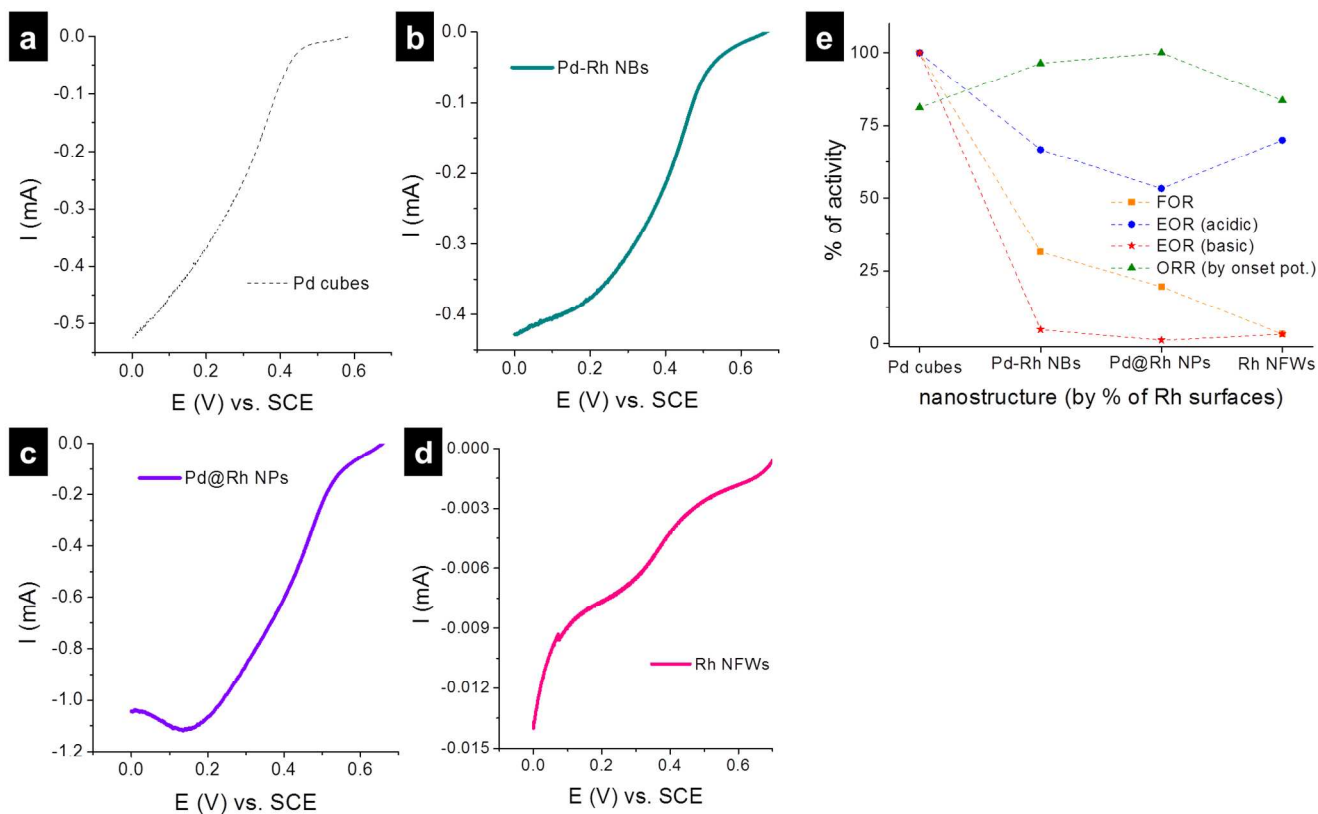 a
0.0
-0.1
-0.2
-0.3
-0.4
-0.5
I (mA)
Pd cubes
0.0 0.2 0.4 0.6
E (V) vs. SCE
b
0.0
-0.1
-0.2
-0.3
-0.4
I (mA)
Pd-Rh NBs
0.0 0.2 0.4 0.6
E (V) vs. SCE
e
100
75
50
25
0
% of activity
FOR
EOR (acidic)
EOR (basic)
ORR (by onset pot.)
Pd cubes Pd-Rh NBs Pd@Rh NPs Rh NFWs
nanostructure (by % of Rh surfaces)
c
0.0
-0.2
-0.4
-0.6
-0.8
-1.0
-1.2
I (mA)
Pd@Rh NPs
0.0 0.2 0.4 0.6
E (V) vs. SCE
d
0.000
-0.003
-0.006
-0.009
-0.012
-0.015
I (mA)
Rh NFWs
0.0 0.2 0.4 0.6
E (V) vs. SCE